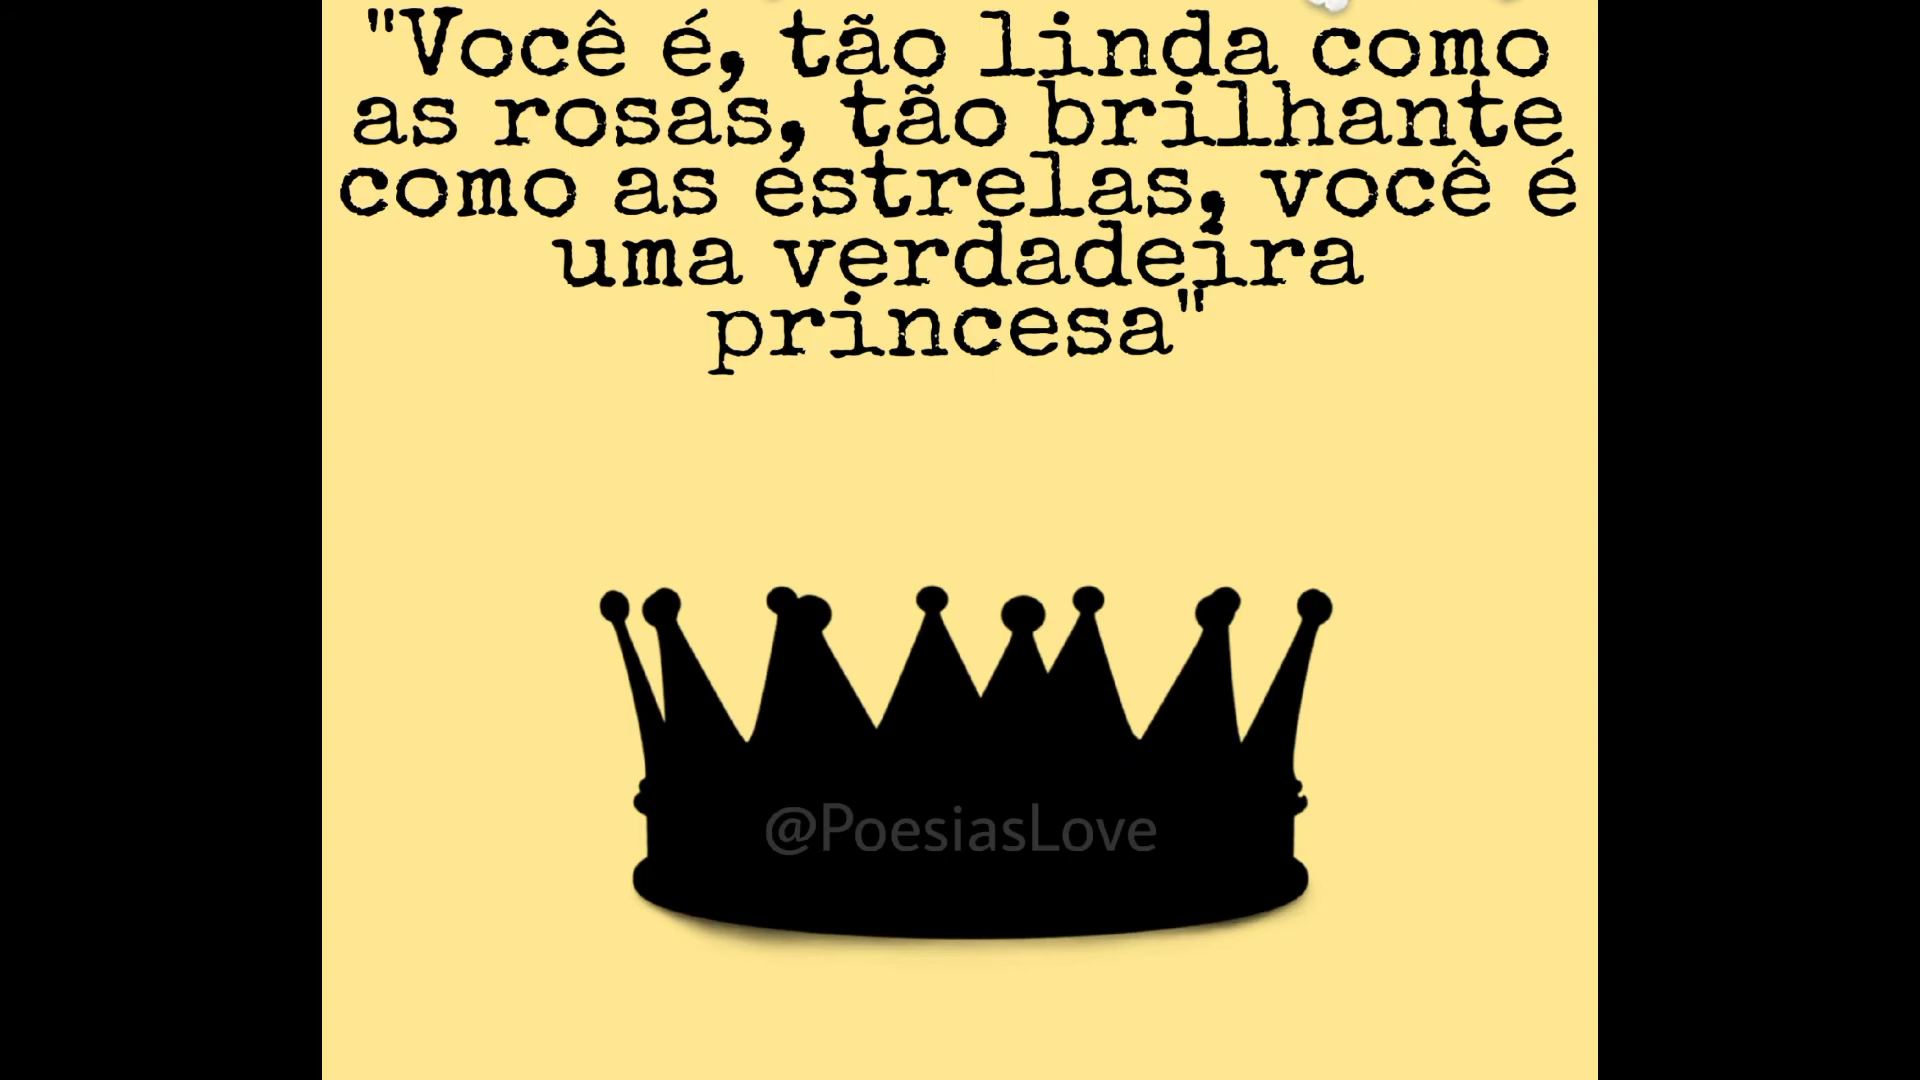 "Você é, tão linda como
as rosas, tão brilhante
como as estrelas, você é
uma verdadeira
princesa"
@PoesiasLove